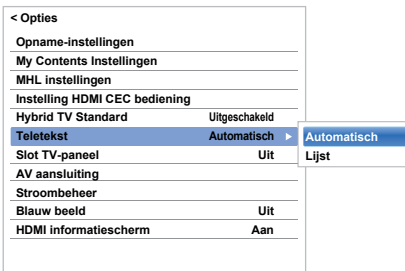 < Opties
Opname-instellingen
My Contents Instellingen
MHL instellingen
Instelling HDMI CEC bediening
Hybrid TV Standard Uitgeschakeld
Teletekst Automatisch
Automatisch
Slot TV-paneel Uit
Lijst
AV aansluiting
Stroombeheer
Blauw beeld Uit
HDMI informatiescherm Aan